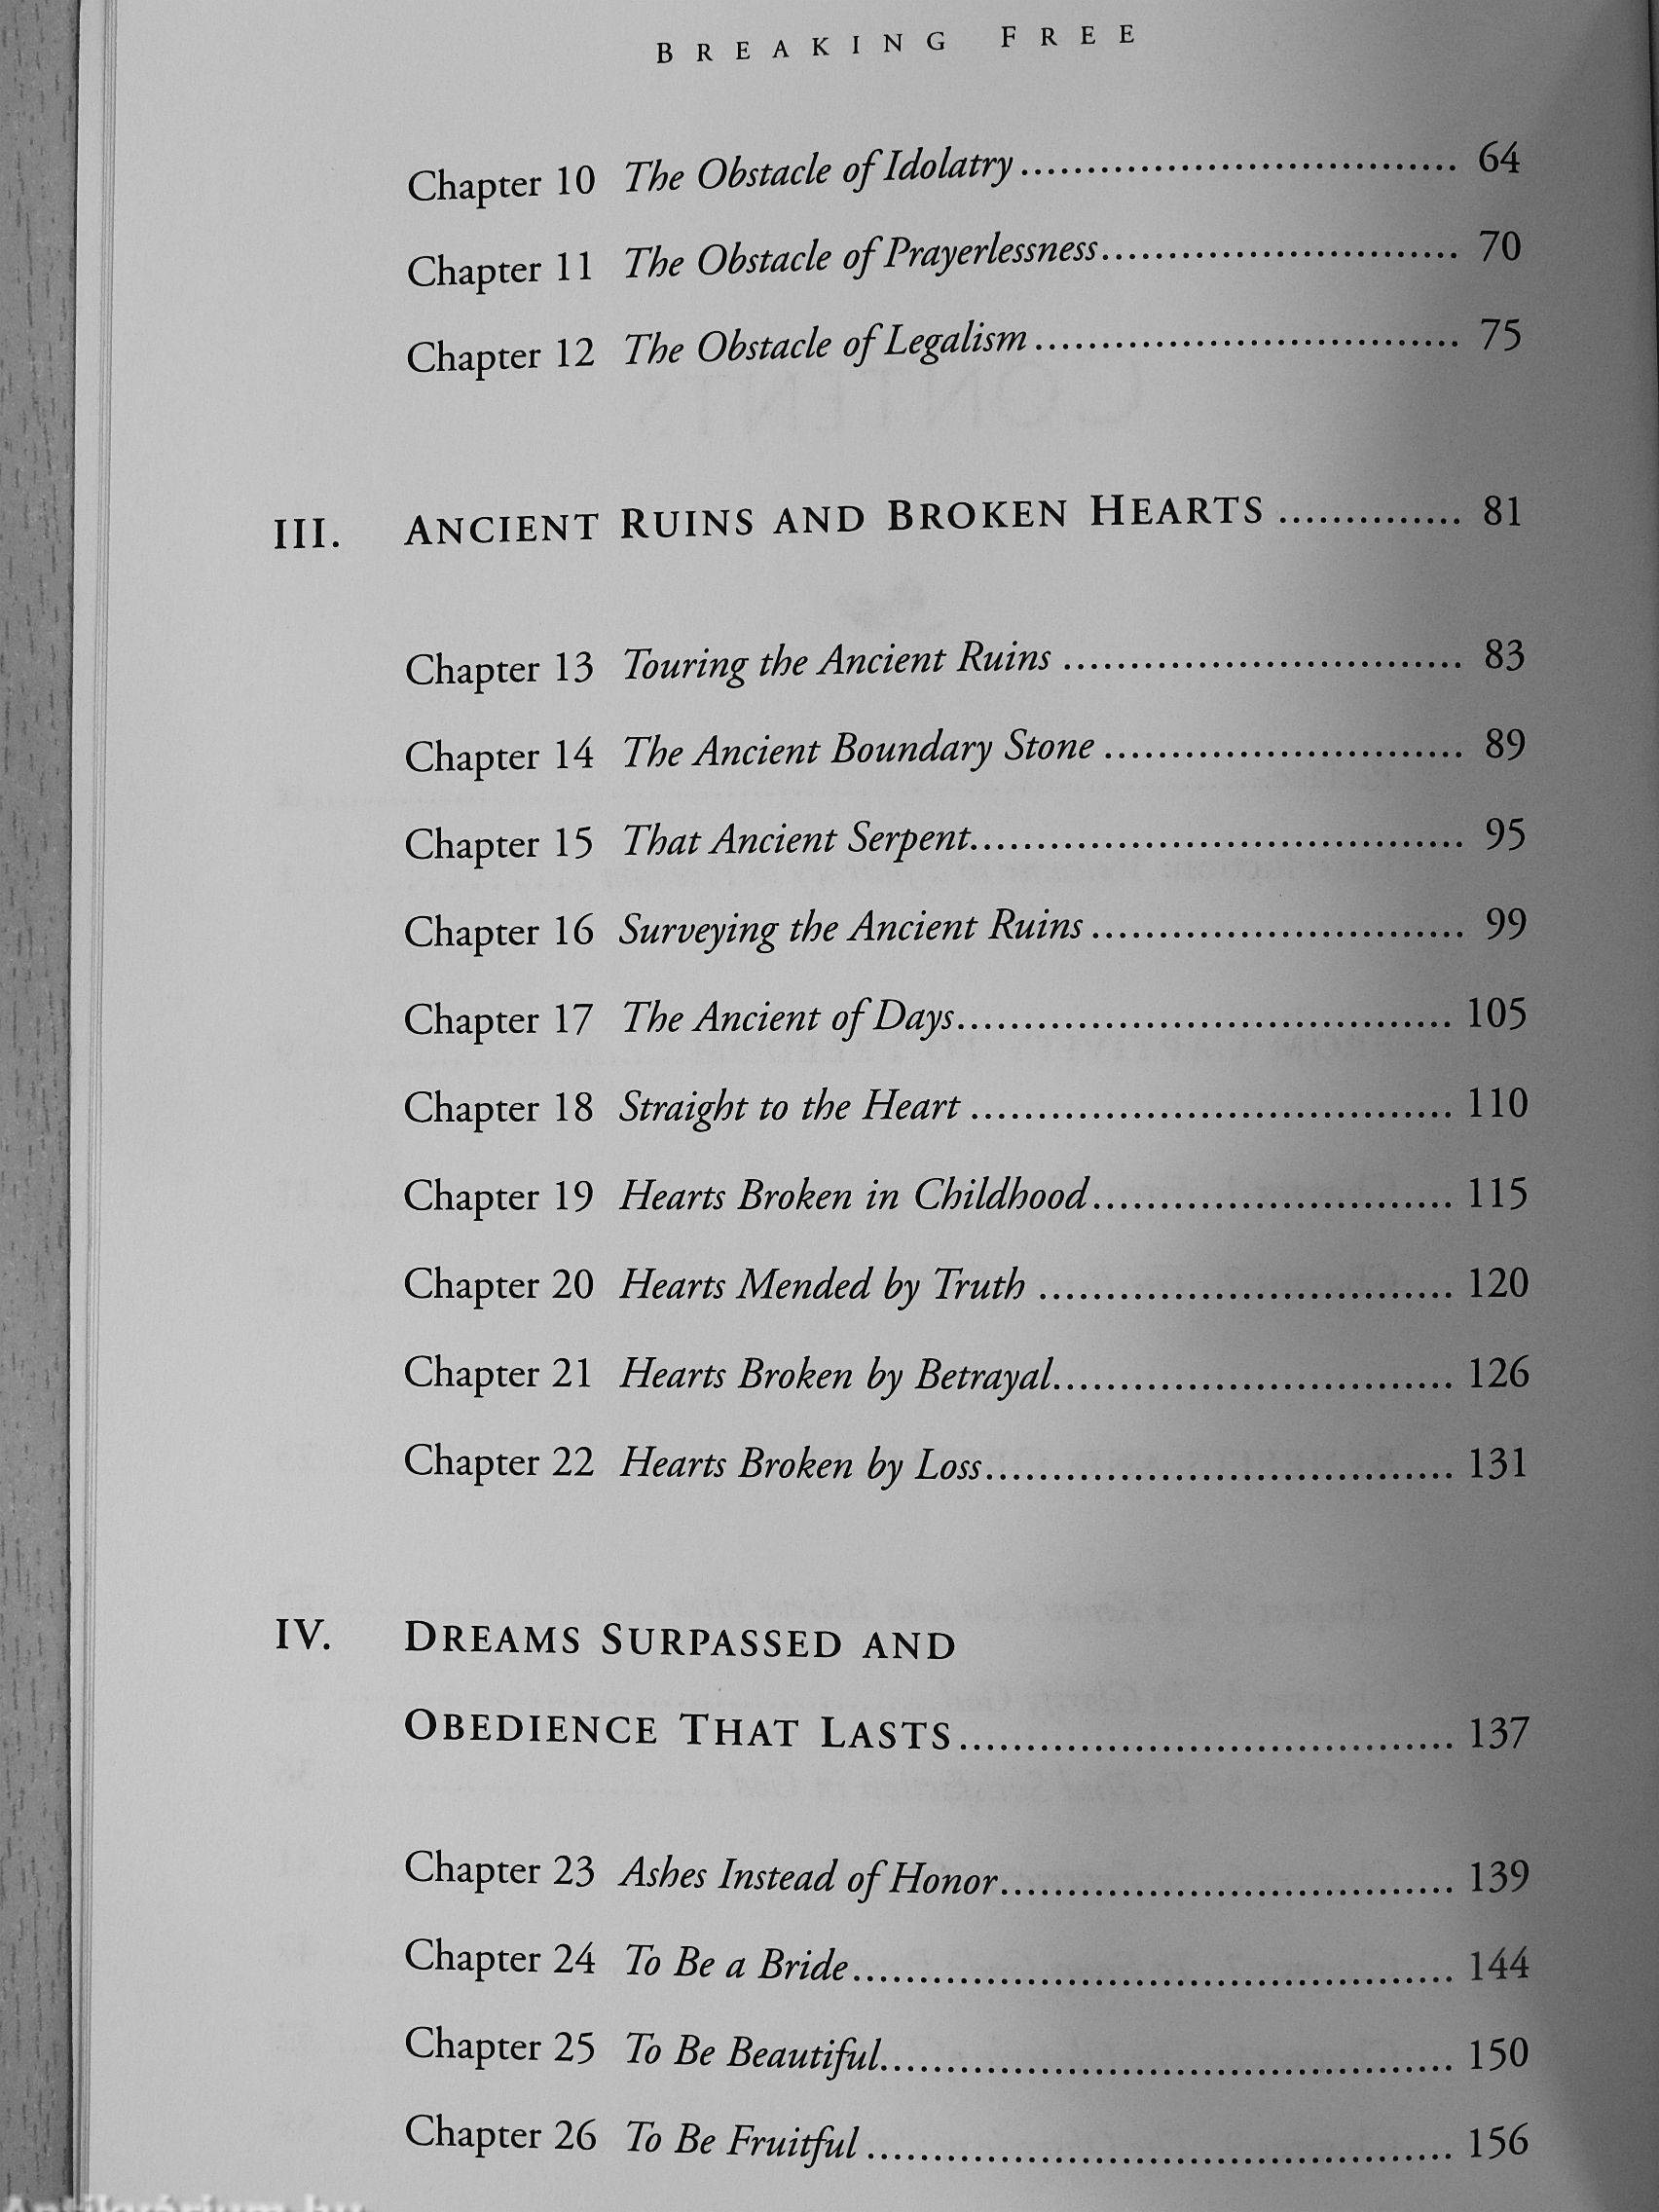 BREAKING FREE
Chapter 10 The Obstacle of Idolatry ................................. 64
Chapter 11 The Obstacle of Prayerlessness........................... 70
Chapter 12 The Obstacle of Legalism ................................ 75
III. ANCIENT RUINS AND BROKEN HEARTS .............. 81
Chapter 13 Touring the Ancient Ruins .............................. 83
Chapter 14 The Ancient Boundary Stone ........................... 89
Chapter 15 That Ancient Serpent..................................... 95
Chapter 16 Surveying the Ancient Ruins ............................ 99
Chapter 17 The Ancient of Days..................................... 105
Chapter 18 Straight to the Heart .................................... 110
Chapter 19 Hearts Broken in Childhood........................... 115
Chapter 20 Hearts Mended by Truth ............................... 120
Chapter 21 Hearts Broken by Betrayal.............................. 126
Chapter 22 Hearts Broken by Loss................................... 131
IV. DREAMS SURPASSED AND
OBEDIENCE THAT LASTS..................................... 137
Chapter 23 Ashes Instead of Honor.................................. 139
Chapter 24 To Be a Bride............................................. 144
Chapter 25 To Be Beautiful........................................... 150
Chapter 26 To Be Fruitful ............................................ 156
Antikvárium.hu